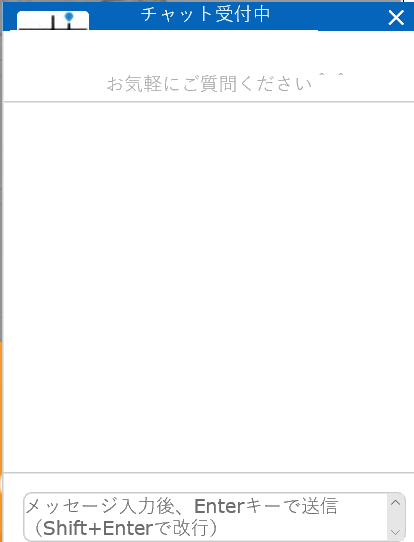 チャット受付中
お気軽にご質問ください＾＾
メッセージ入力後、Enterキーで送信
（Shift+Enterで改行）